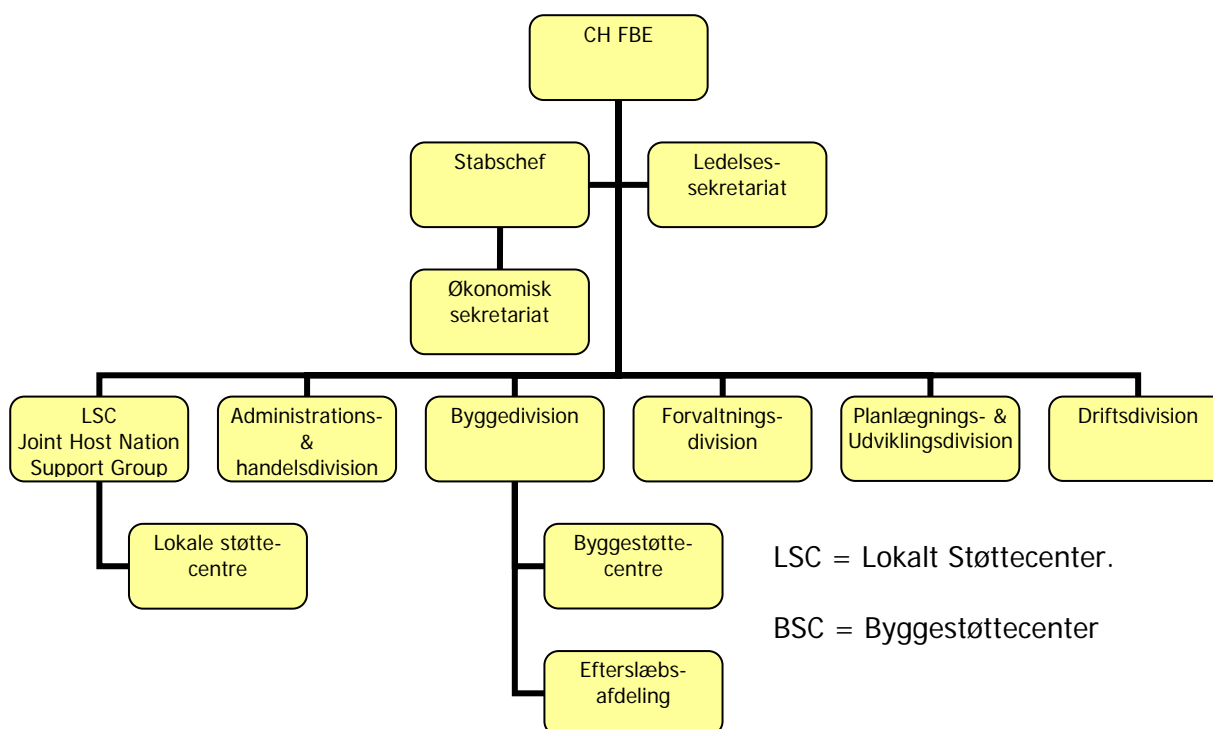 CH FBE
Stabschef
Ledelses-
sekretariat
Økonomisk
sekretariat
LSC
Joint Host Nation
Support Group
Administrations-
&
handelsdivision
Byggedivision
Forvaltnings-
division
Planlægnings- &
Udviklingsdivision
Driftsdivision
Lokale støtte-
centre
Byggestøtte-
centre
Efterslæbs-
afdeling
LSC = Lokalt Støttecenter.
BSC = Byggestøttecenter